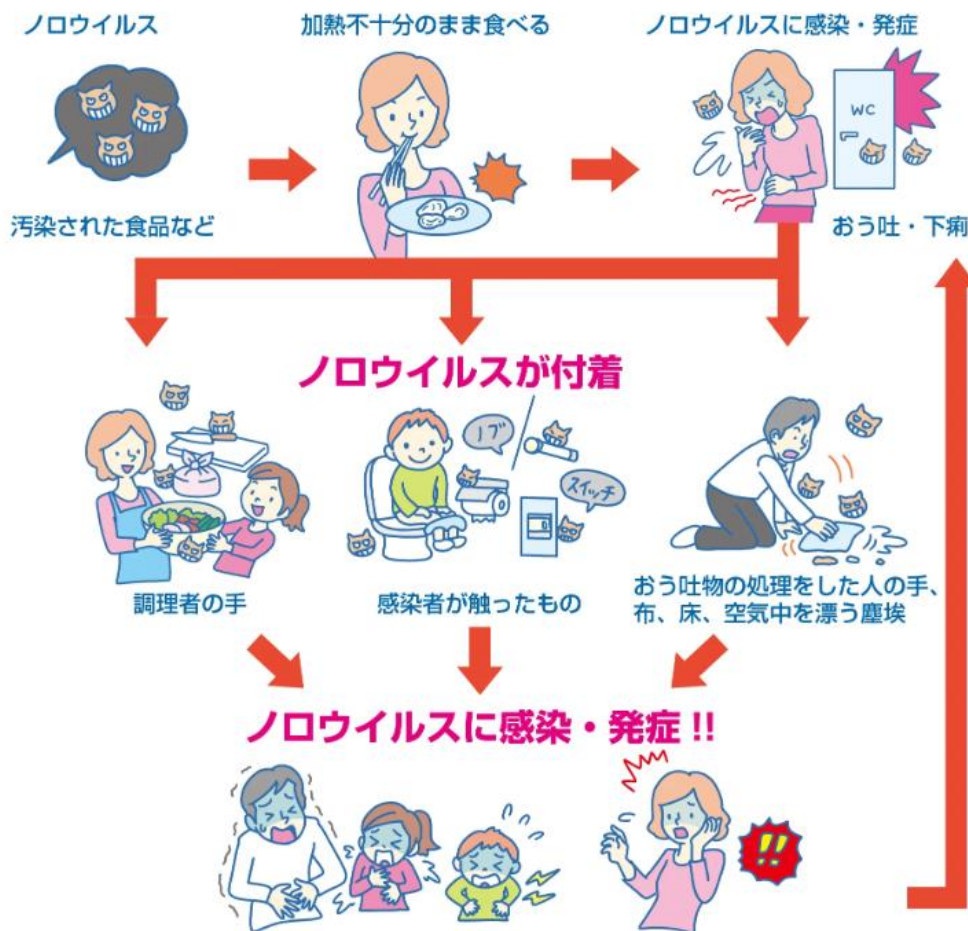 ノロウイルス
加熱不十分のまま食べる
ノロウイルスに感染・発症
WC
汚染された食品など
おう吐・下痢
ノロウイルスが付着
ノブ
スイッチ
調理者の手
感染者が触ったもの
おう吐物の処理をした人の手、
布、床、空気中を漂う塵埃
ノロウイルスに感染・発症!!
!!